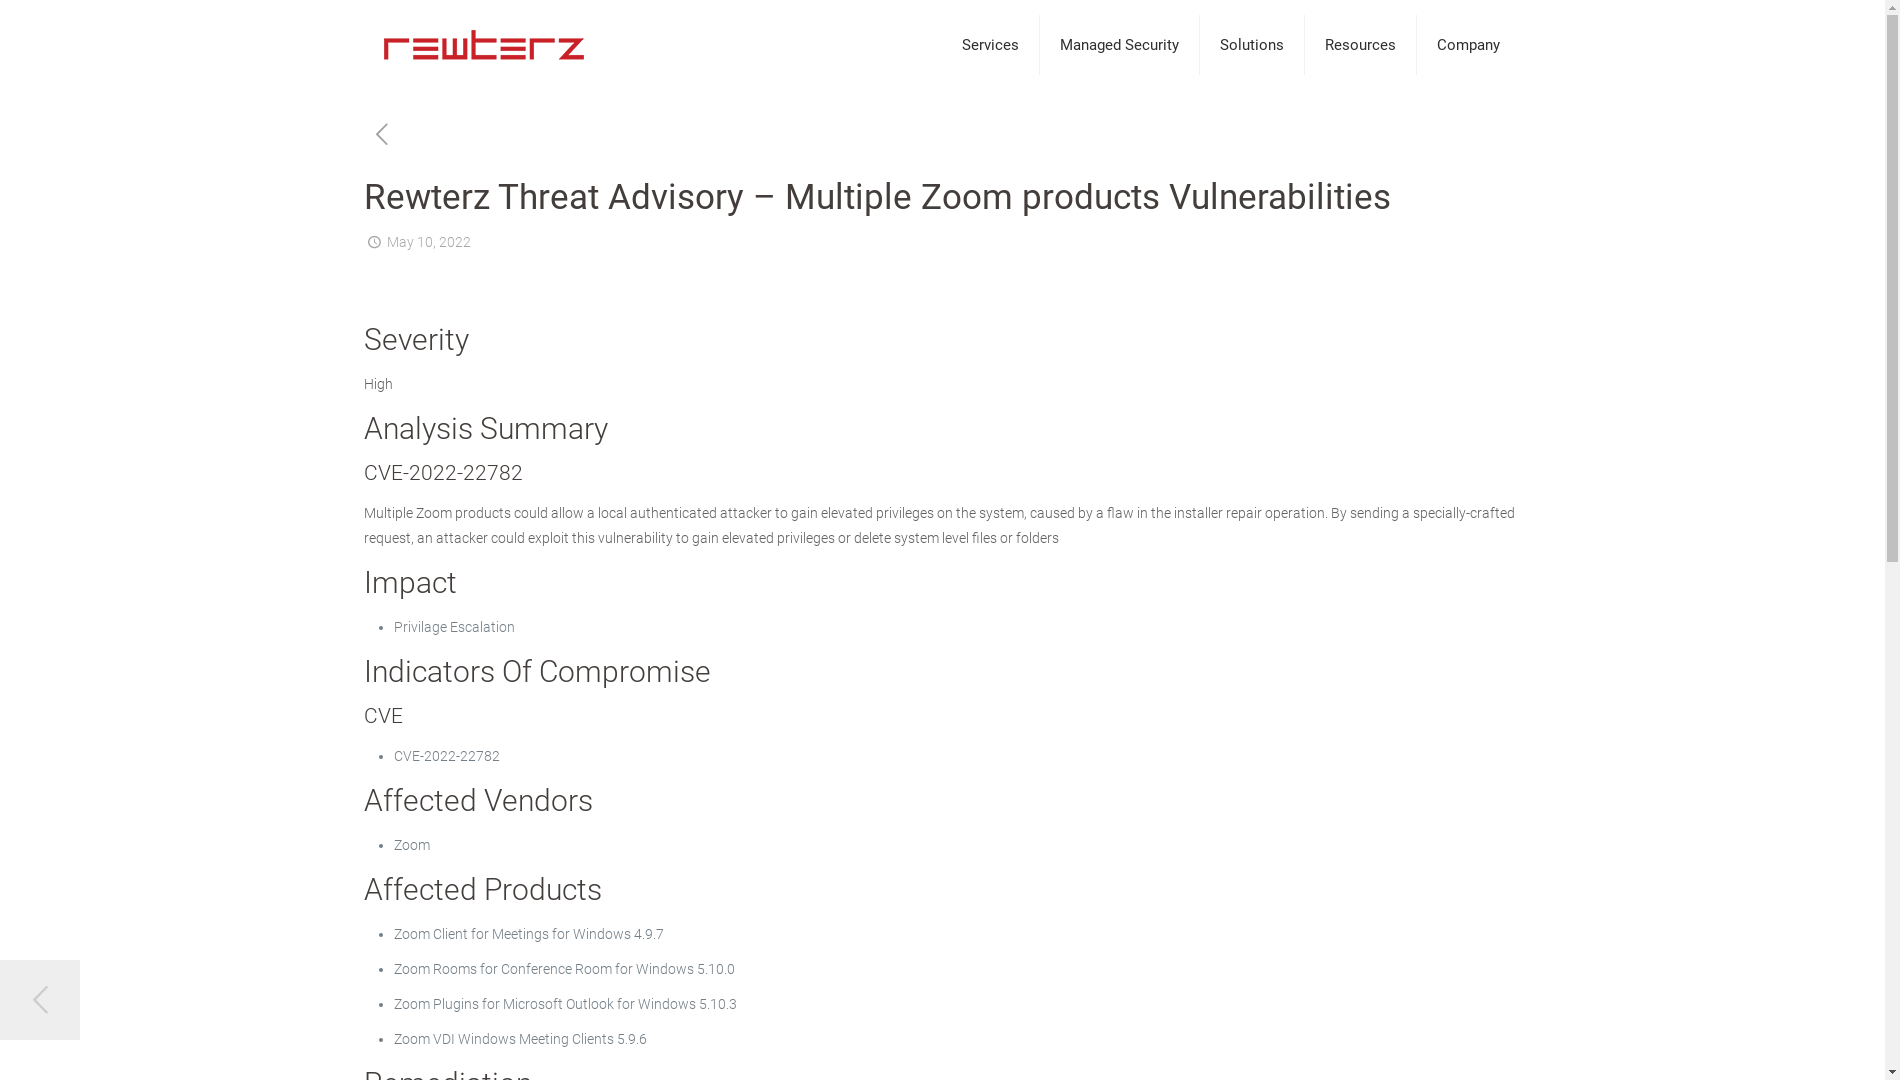 rewterz
Services
Managed Security
Solutions
Resources
Company
Rewterz Threat Advisory – Multiple Zoom products Vulnerabilities
May 10, 2022
Severity
High
Analysis Summary
CVE-2022-22782
Multiple Zoom products could allow a local authenticated attacker to gain elevated privileges on the system, caused by a flaw in the installer repair operation. By sending a specially-crafted
request, an attacker could exploit this vulnerability to gain elevated privileges or delete system level files or folders
Impact
Privilage Escalation
Indicators Of Compromise
CVE
CVE-2022-22782
Affected Vendors
Zoom
Affected Products
Zoom Client for Meetings for Windows 4.9.7
Zoom Rooms for Conference Room for Windows 5.10.0
Zoom Plugins for Microsoft Outlook for Windows 5.10.3
Zoom VDI Windows Meeting Clients 5.9.6
Remediation